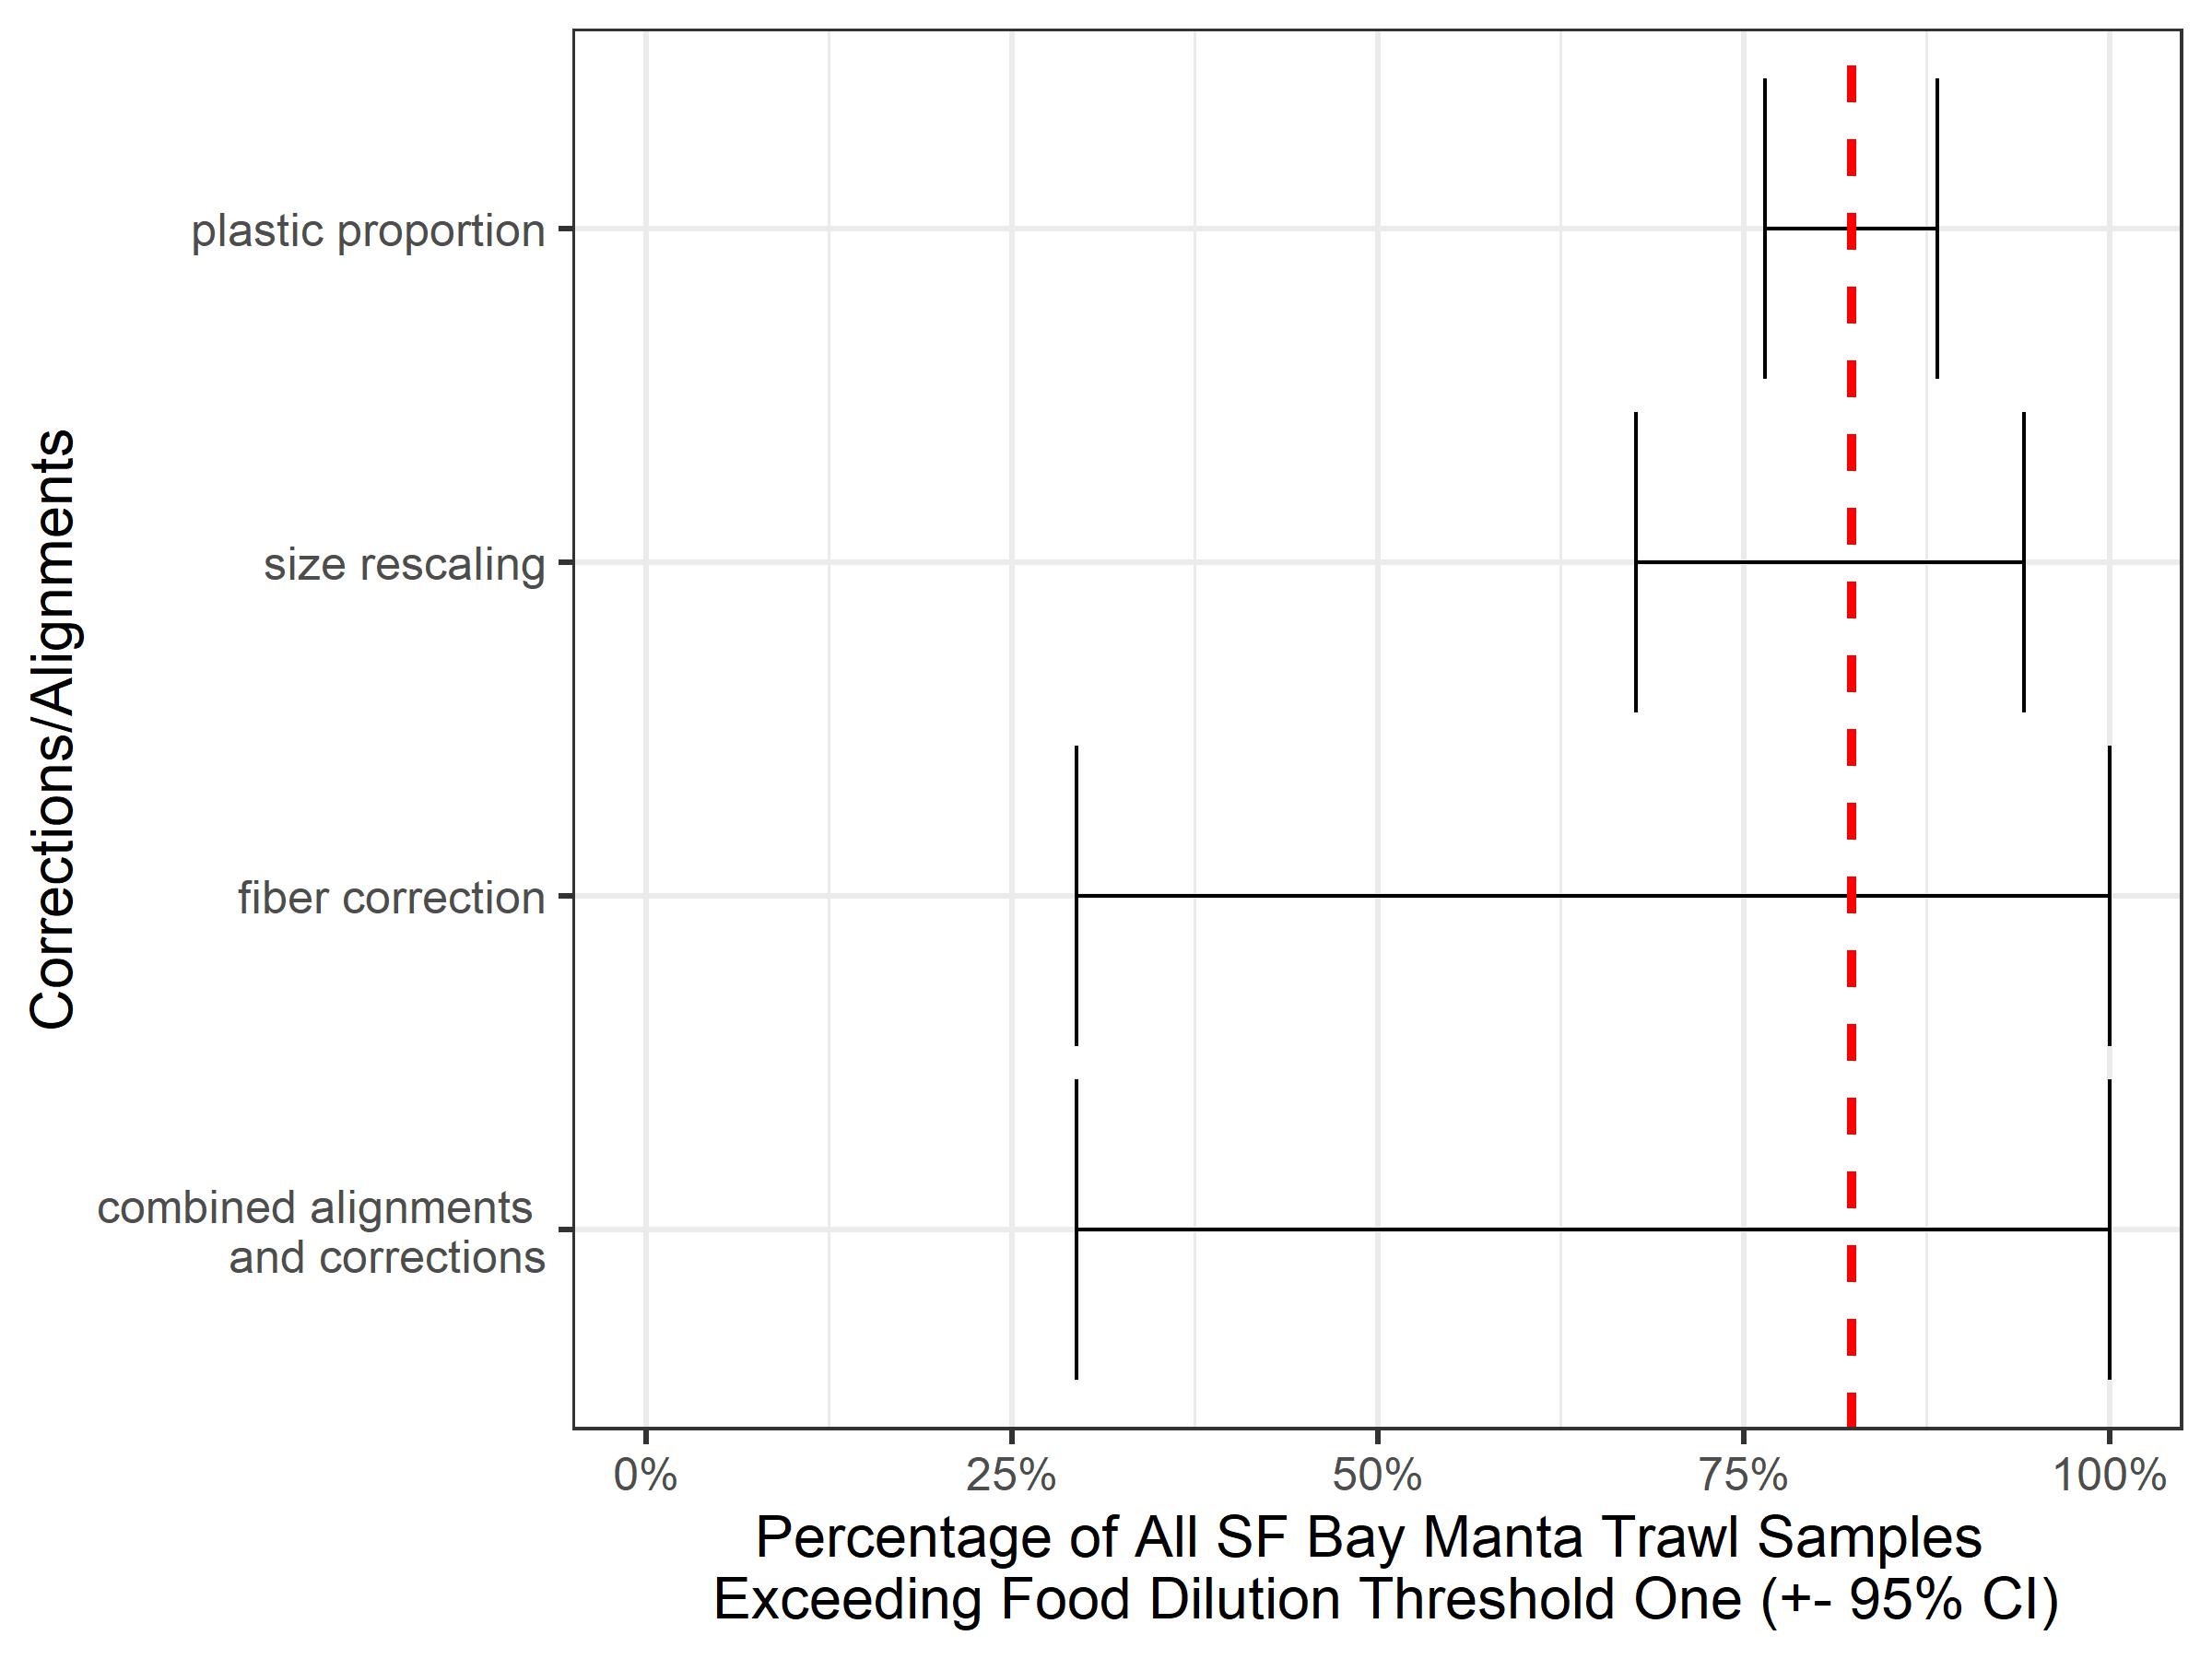 Corrections/Alignments
plastic proportion
size rescaling
fiber correction
combined alignments
and corrections
0%
25%
50%
75%
100%
Percentage of All SF Bay Manta Trawl Samples
Exceeding Food Dilution Threshold One (+- 95% CI)